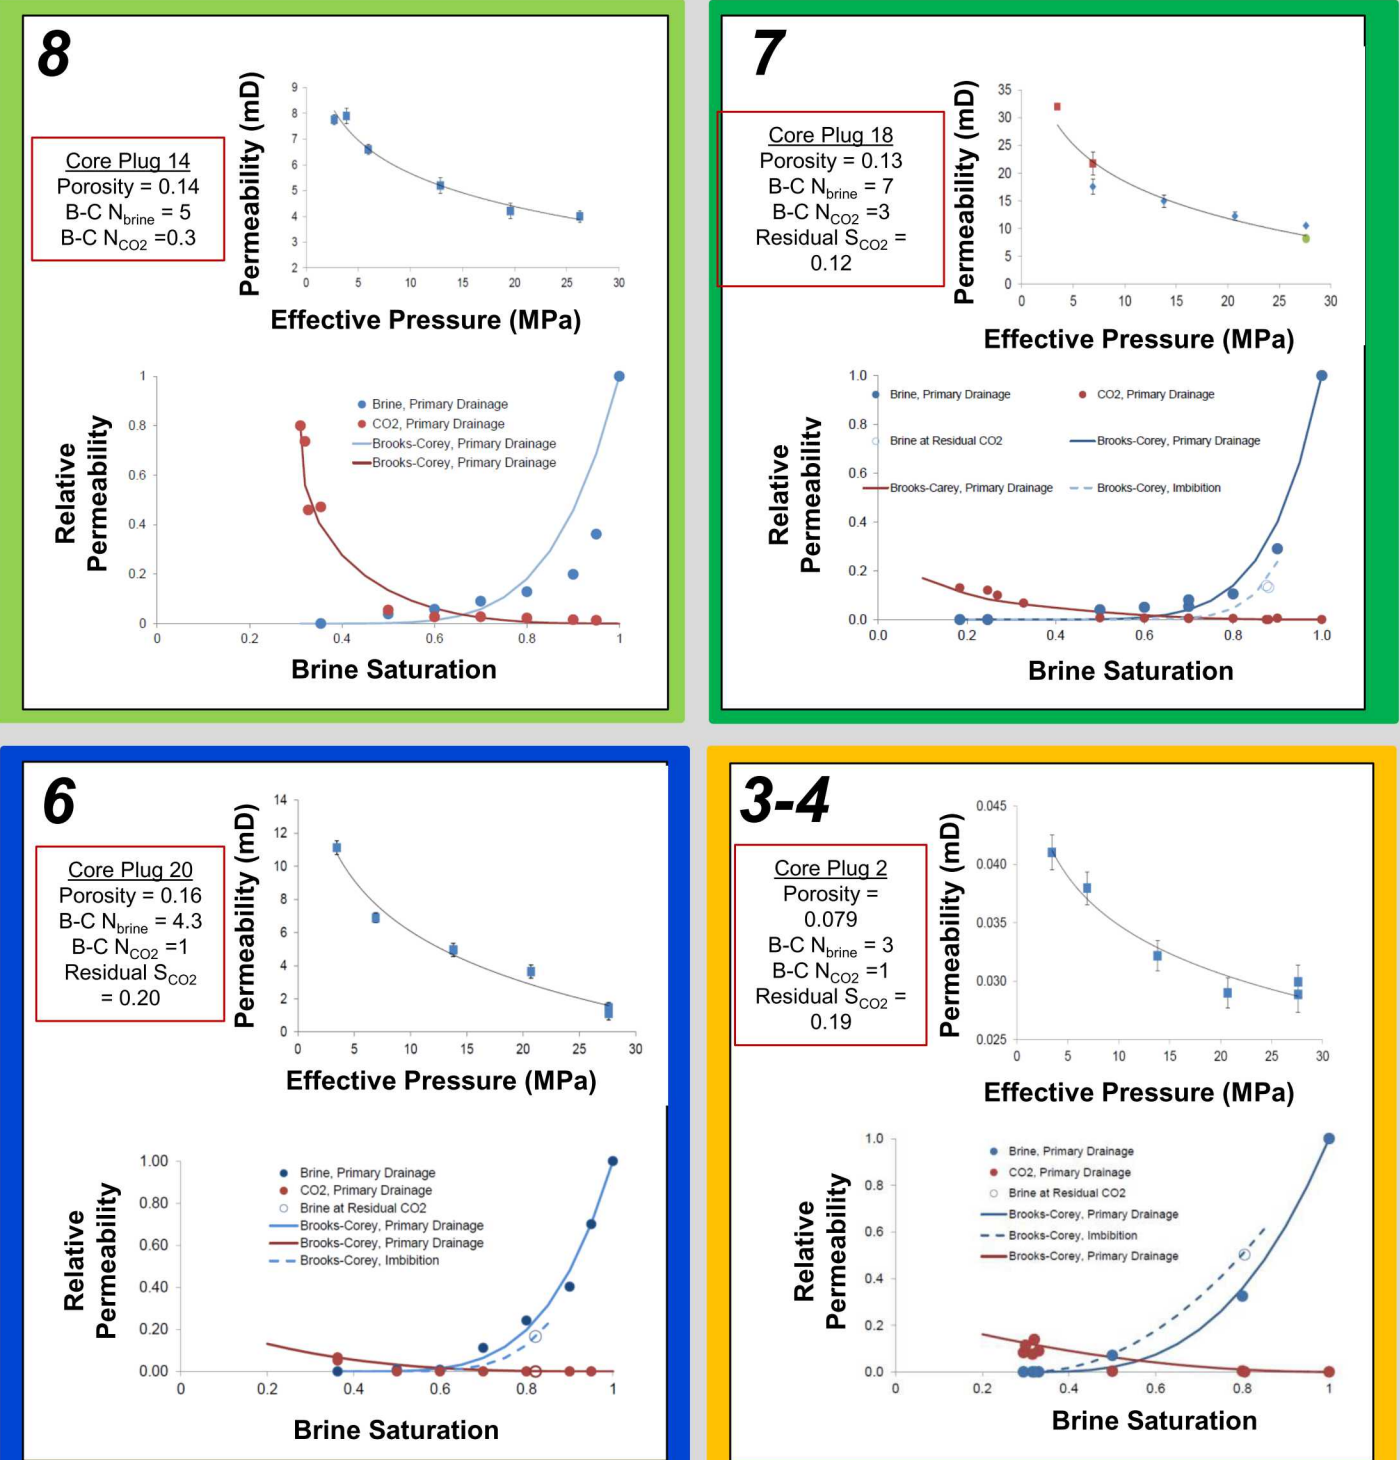 8
Core Plug 14
Porosity = 0.14
B-C Nbrine = 5
B-C NCO2 =0.3
Permeability (mD)
9
8
7
6
5
4
3
2
0 5 10 15 20 25 30
Effective Pressure (MPa)
Relative
Permeability
1
0.8
0.6
0.4
0.2
0
Brine, Primary Drainage
CO2, Primary Drainage
Brooks-Corey, Primary Drainage
Brooks-Corey, Primary Drainage
0 0.2 0.4 0.6 0.8 1
Brine Saturation
7
Core Plug 18
Porosity = 0.13
B-C Nbrine = 7
B-C NCO2 =3
Residual SCO2 =
0.12
Permeability (mD)
35
30
25
20
15
10
5
0
0 5 10 15 20 25 30
Effective Pressure (MPa)
Relative
Permeability
1.0
0.8
0.6
0.4
0.2
0.0
Brine, Primary Drainage CO2, Primary Drainage
Brine at Residual CO2 Brooks-Corey, Primary Drainage
Brooks-Carey, Primary Drainage Brooks-Corey, Imbibition
0.0 0.2 0.4 0.6 0.8 1.0
Brine Saturation
6
Core Plug 20
Porosity = 0.16
B-C Nbrine = 4.3
B-C NCO2 =1
Residual SCO2
= 0.20
Permeability (mD)
14
12
10
8
6
4
2
0
0 5 10 15 20 25 30
Effective Pressure (MPa)
Relative
Permeability
1.00
0.80
0.60
0.40
0.20
0.00
Brine, Primary Drainage
CO2, Primary Drainage
Brine at Residual CO2
Brooks-Corey, Primary Drainage
Brooks-Corey, Primary Drainage
Brooks-Corey, Imbibition
0 0.2 0.4 0.6 0.8 1
Brine Saturation
3-4
Core Plug 2
Porosity =
0.079
B-C Nbrine = 3
B-C NCO2 =1
Residual SCO2 =
0.19
Permeability (mD)
0.045
0.040
0.035
0.030
0.025
0 5 10 15 20 25 30
Effective Pressure (MPa)
Relative
Permeability
1.0
0.8
0.6
0.4
0.2
0.0
Brine, Primary Drainage
CO2, Primary Drainage
Brine at Residual CO2
Brooks-Corey, Primary Drainage
Brooks-Corey, Imbibition
Brooks-Corey, Primary Drainage
0 0.2 0.4 0.6 0.8 1
Brine Saturation